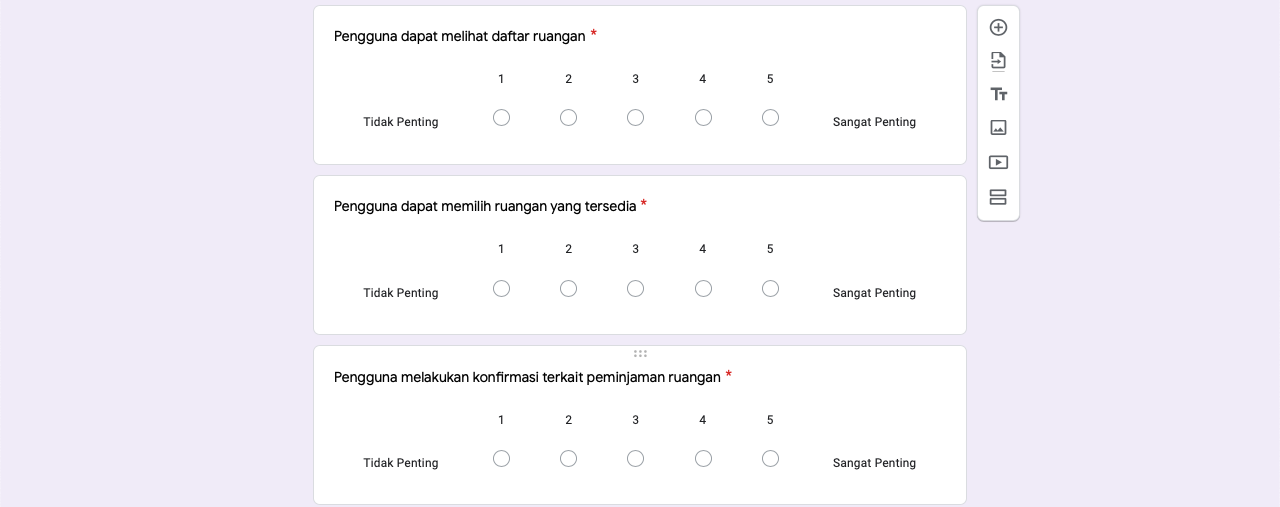 Pengguna dapat melihat daftar ruangan *
1 2 3 4 5
Tidak Penting Sangat Penting
Pengguna dapat memilih ruangan yang tersedia *
1 2 3 4 5
Tidak Penting Sangat Penting
Pengguna melakukan konfirmasi terkait peminjaman ruangan *
1 2 3 4 5
Tidak Penting Sangat Penting